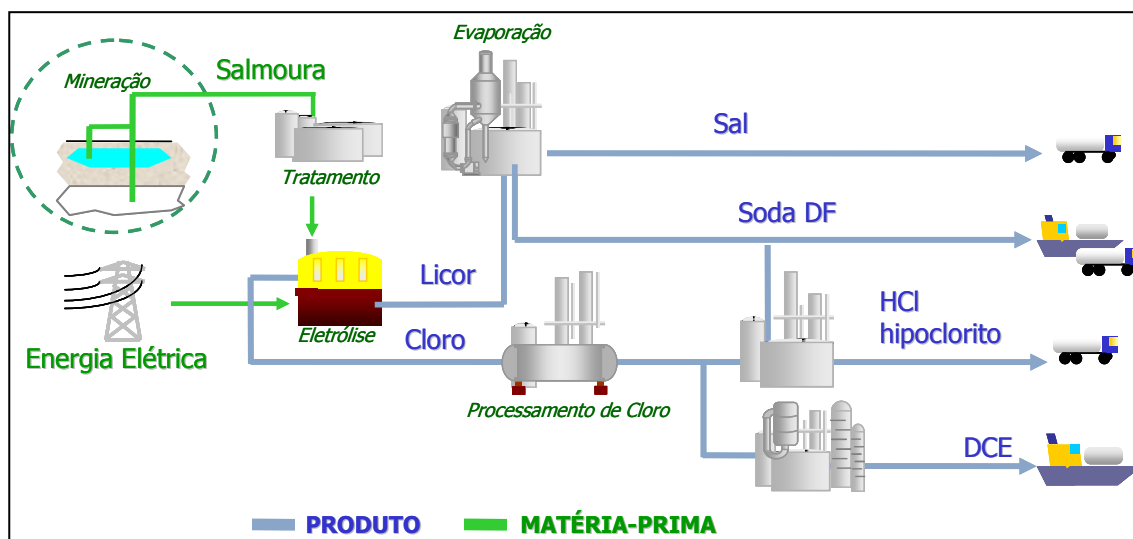 Evaporação
Salmoura
Mineração
Sal
Tratamento
Soda DF
Licor
HCl
hipoclorito
Eletrólise
Cloro
Energia Elétrica
Processamento de Cloro
DCE
PRODUTO
MATÉRIA-PRIMA